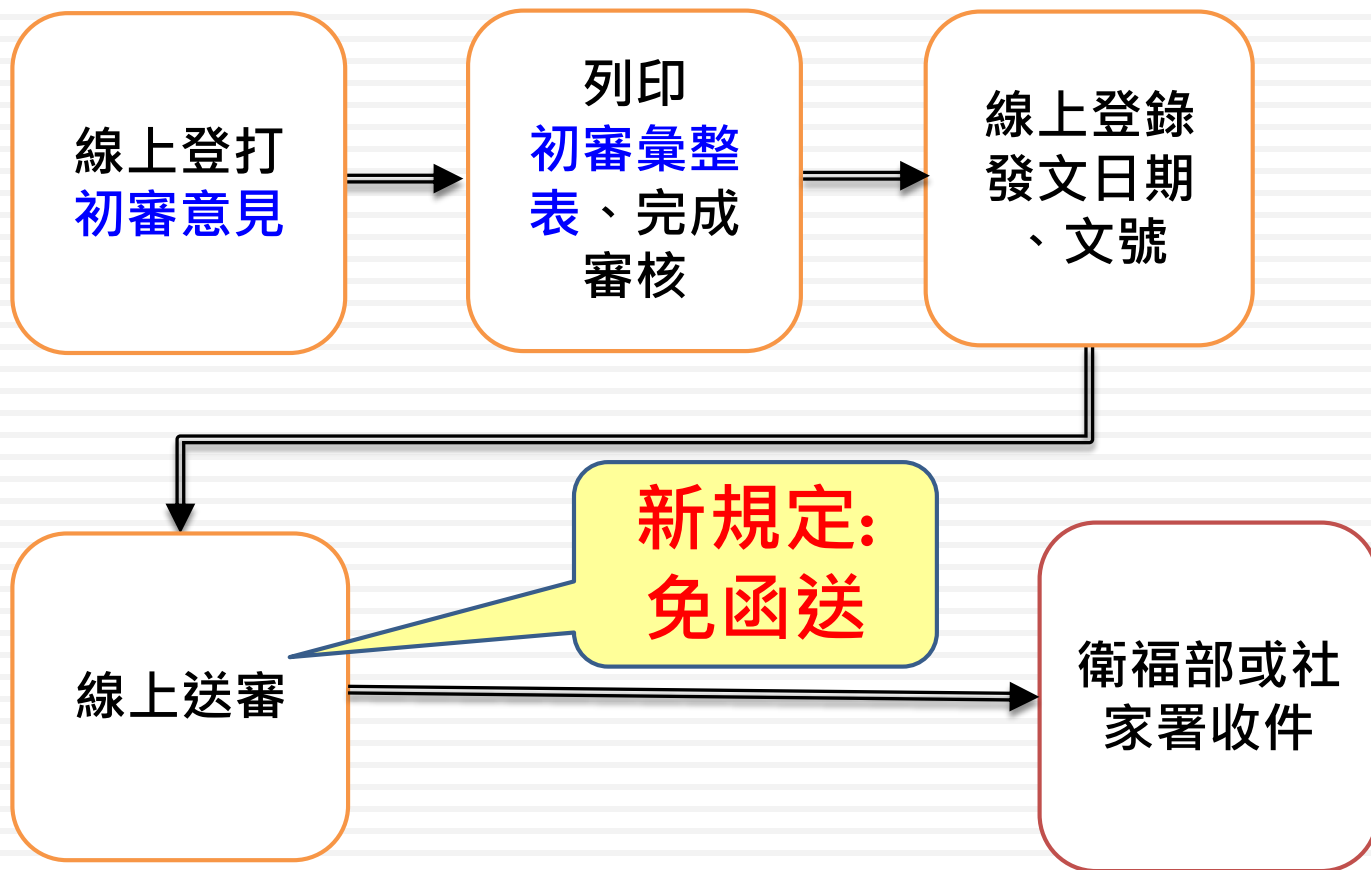 線上登打
初審意見
列印
初審彙整
表、完成
審核
線上登錄
發文日期
、文號
新規定:
免函送
線上送審
衛福部或社
家署收件